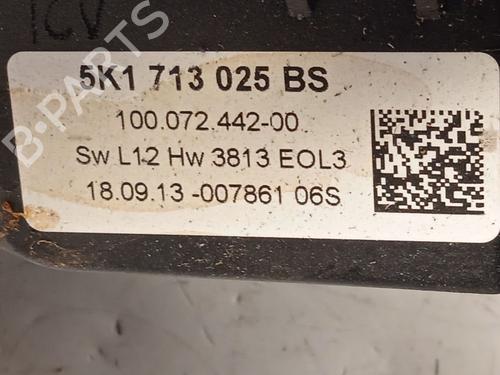 ICV
B-PARTS
5K1 713 025 BS
100.072.442-00
Sw L12 Hw 3813 EOL3
18.09.13 -007861 06S